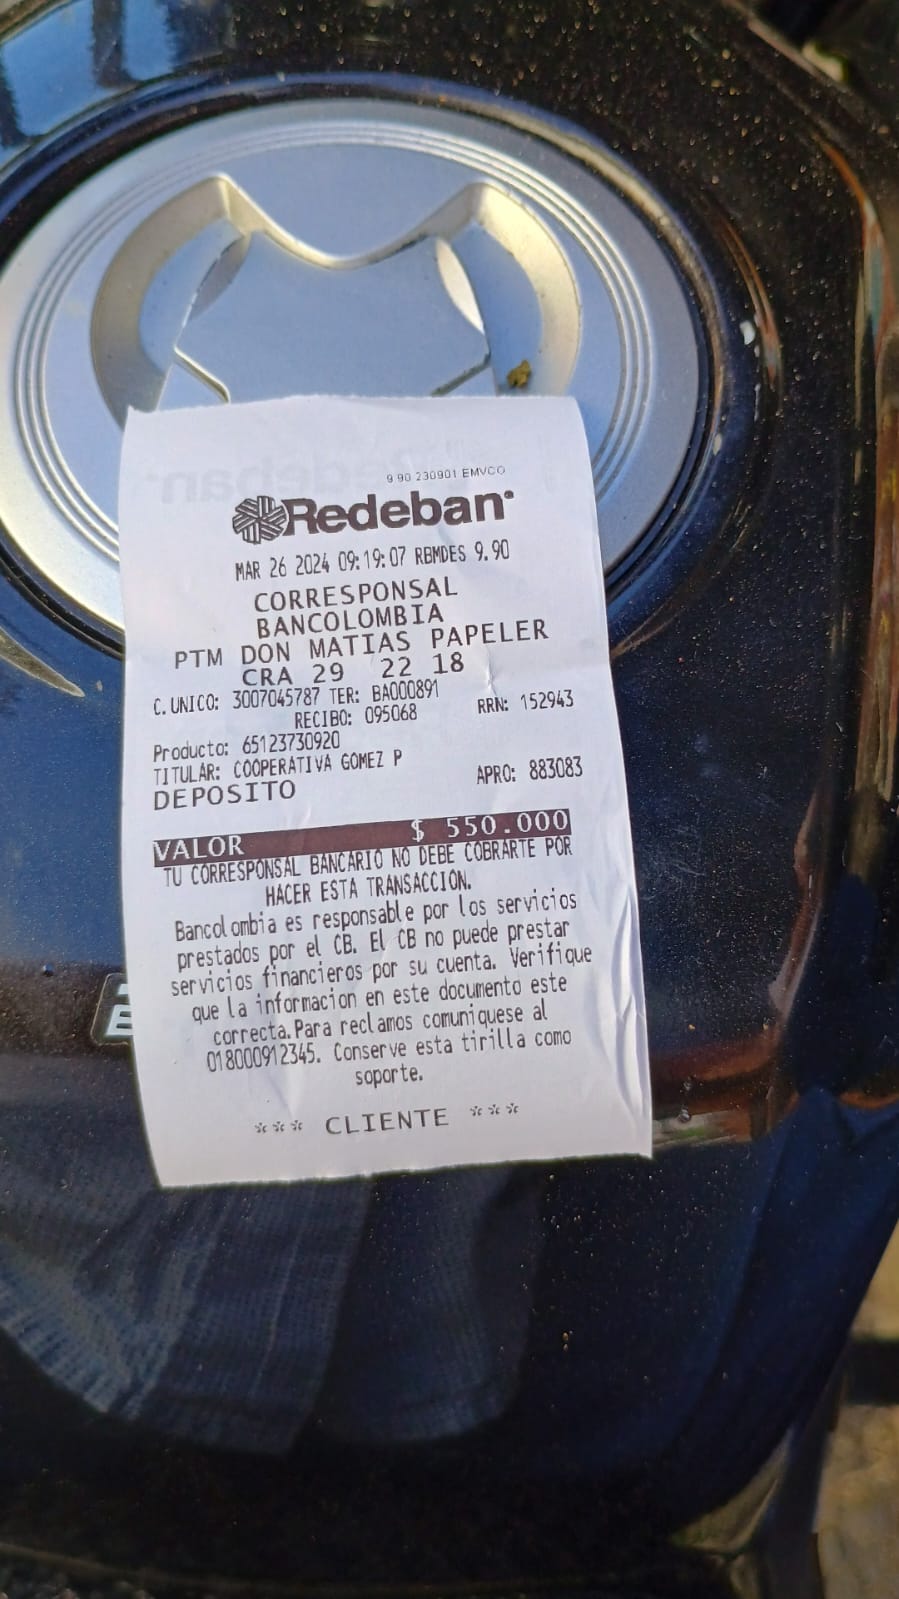 9 90 230901 EMVCO
Redeban
MAR 26 2024 09:19:07 RBMDES 9.90
CORRESPONSAL
BANCOLOMBIA
PTM DON MATIAS PAPELER
CRA 29 22 18
C. UNICO: 3007045787 TER: BA000891
RECIBO: 095068 RRN: 152943
Producto: 65123730920
TITULAR: COOPERATIVA GOMEZ P
DEPOSITO APRO: 883083
VALOR $ 550.000
TU CORRESPONSAL BANCARIO NO DEBE COBRARTE POR
HACER ESTA TRANSACCION.
Bancolombia es responsable por los servicios
prestados por el CB. El CB no puede prestar
servicios financieros por su cuenta. Verifique
que la informacion en este documento este
correcta. Para reclamos comuniquese al
018000912345. Conserve esta tirilla como
soporte.
*** CLIENTE ***